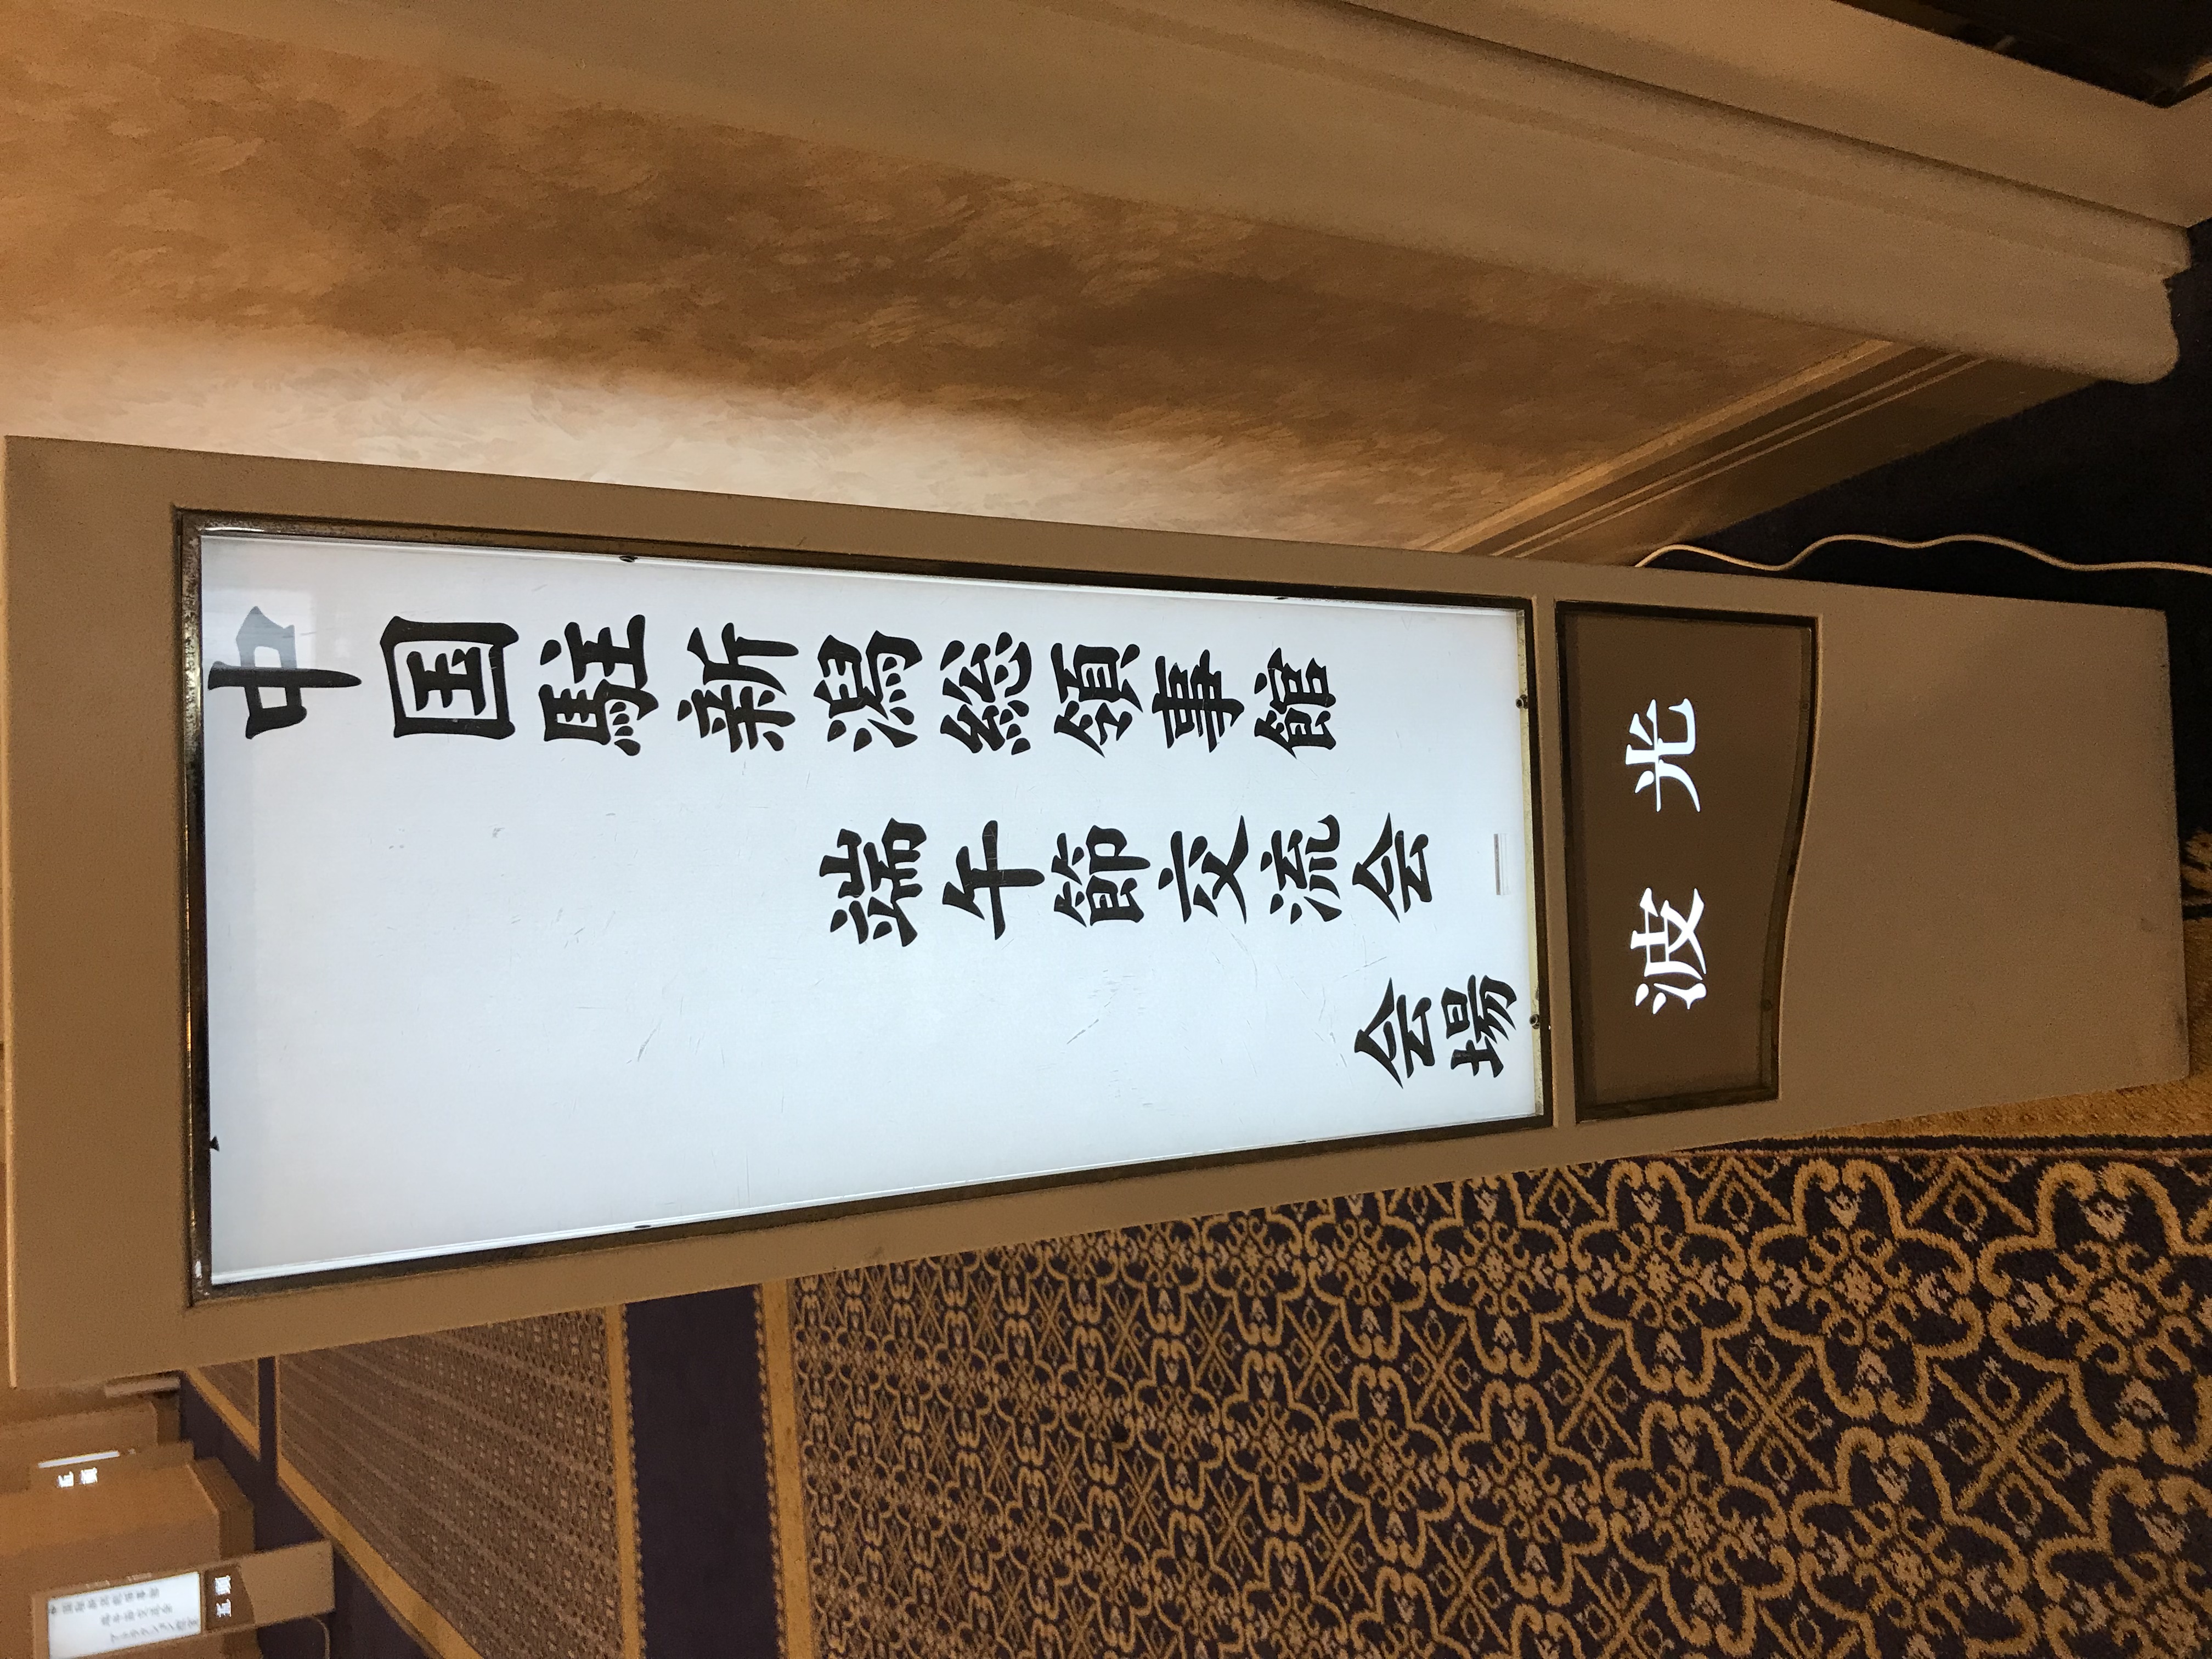 中国駐新潟総領事館
端午節交流会
会場
波光